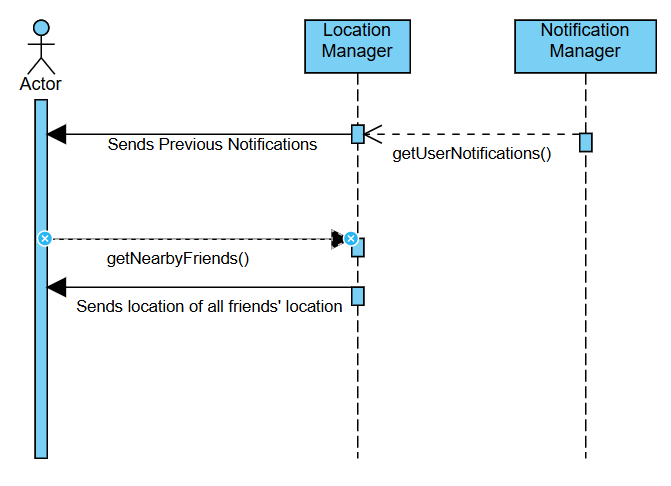 Location
Manager
Notification
Manager
Actor
Sends Previous Notifications
getUserNotifications()
getNearbyFriends()
Sends location of all friends' location